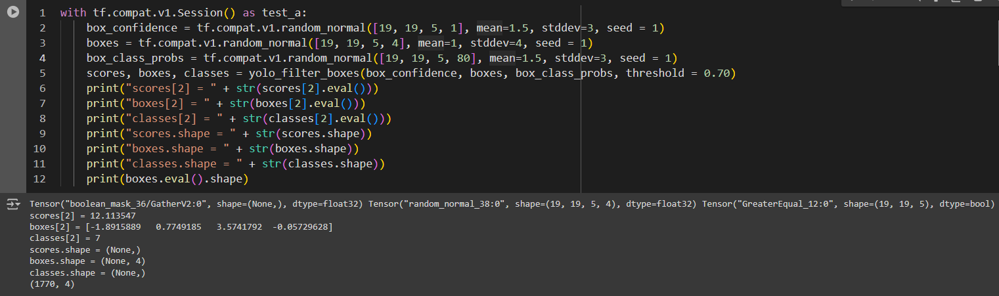 1 with tf.compat.v1.Session() as test_a:
2 box_confidence = tf.compat.v1.random_normal([19, 19, 5, 1], mean=1.5, stddev=3, seed = 1)
3 boxes = tf.compat.v1.random_normal([19, 19, 5, 4], mean=1, stddev=4, seed = 1)
4 box_class_probs = tf.compat.v1.random_normal([19, 19, 5, 80], mean=1.5, stddev=3, seed = 1)
5 scores, boxes, classes = yolo_filter_boxes(box_confidence, boxes, box_class_probs, threshold = 0.70)
6 print("scores[2] = " + str(scores[2].eval()))
7 print("boxes[2] = " + str(boxes[2].eval()))
8 print("classes[2] = " + str(classes[2].eval()))
9 print("scores.shape = " + str(scores.shape))
10 print("boxes.shape = " + str(boxes.shape))
11 print("classes.shape = " + str(classes.shape))
12 print(boxes.eval().shape)
Tensor("boolean_mask_36/GatherV2:0", shape=(None,), dtype=float32) Tensor("random_normal_38:0", shape=(19, 19, 5, 4), dtype=float32) Tensor("GreaterEqual_12:0", shape=(19, 19, 5), dtype=bool)
scores[2] = 12.113547
boxes[2] = [-1.8915889   0.7749185   3.5741792  -0.05729628]
classes[2] = 7
scores.shape = (None,)
boxes.shape = (None, 4)
classes.shape = (None,)
(1770, 4)